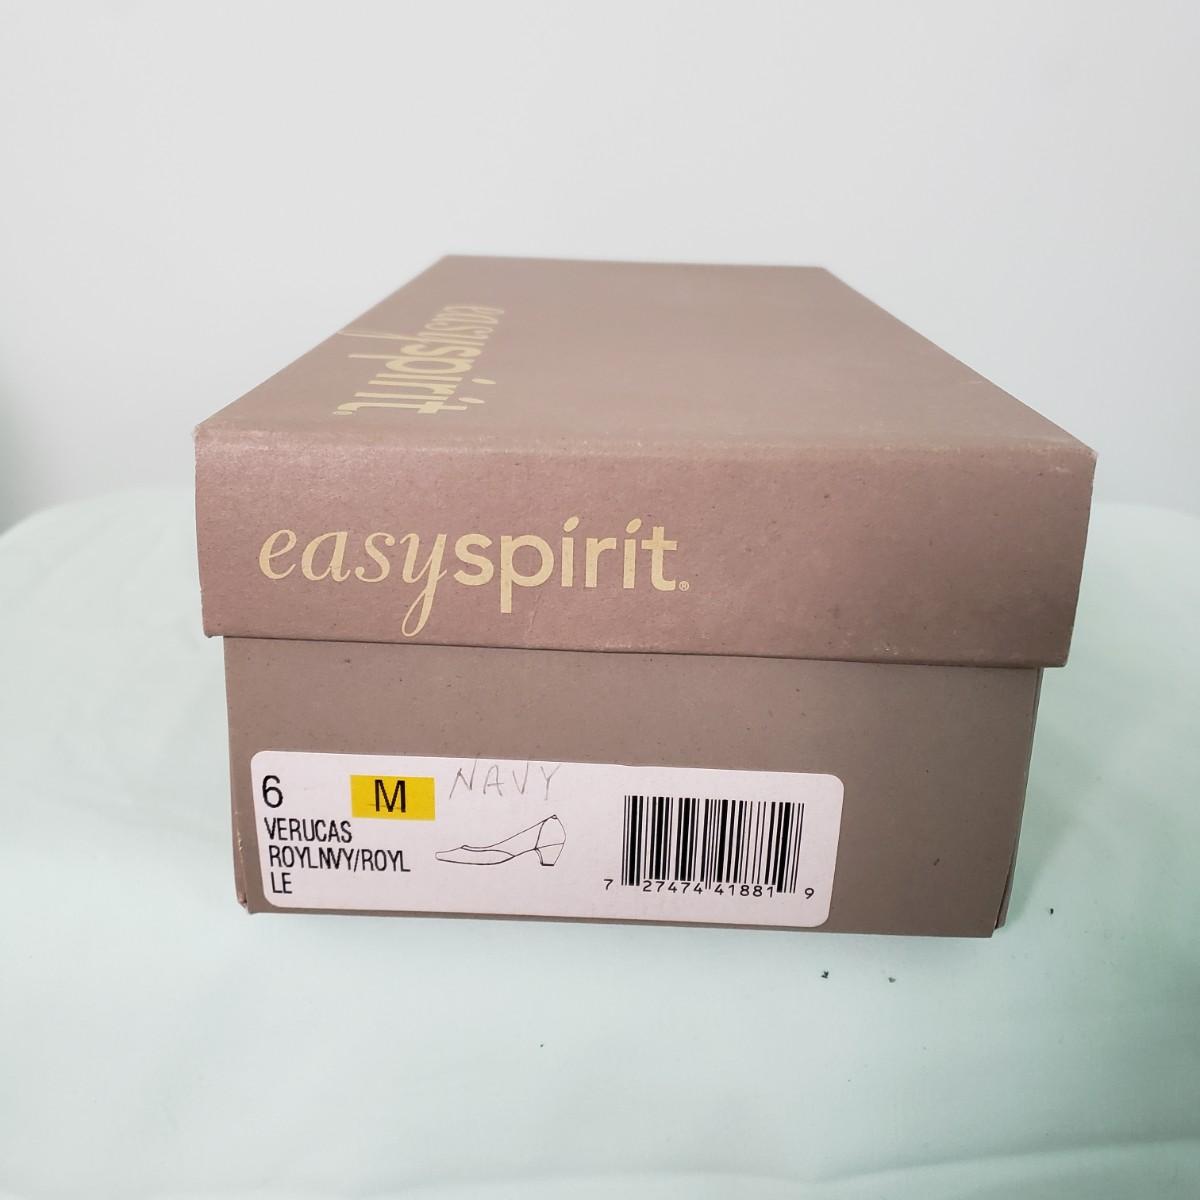 easyspirit®
easyspirit®
6 M NAVY
VERUCAS
ROYLNVY/ROYL
LE
7 27474 41881 9